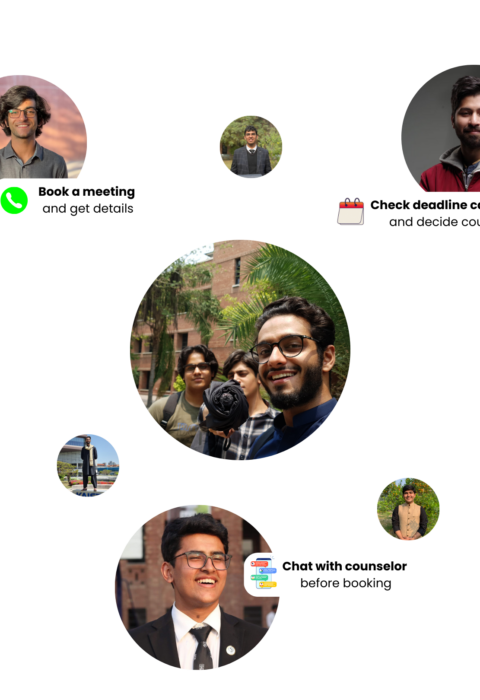 Book a meeting
and get details
Check deadline
and decide
Chat with counselor
before booking